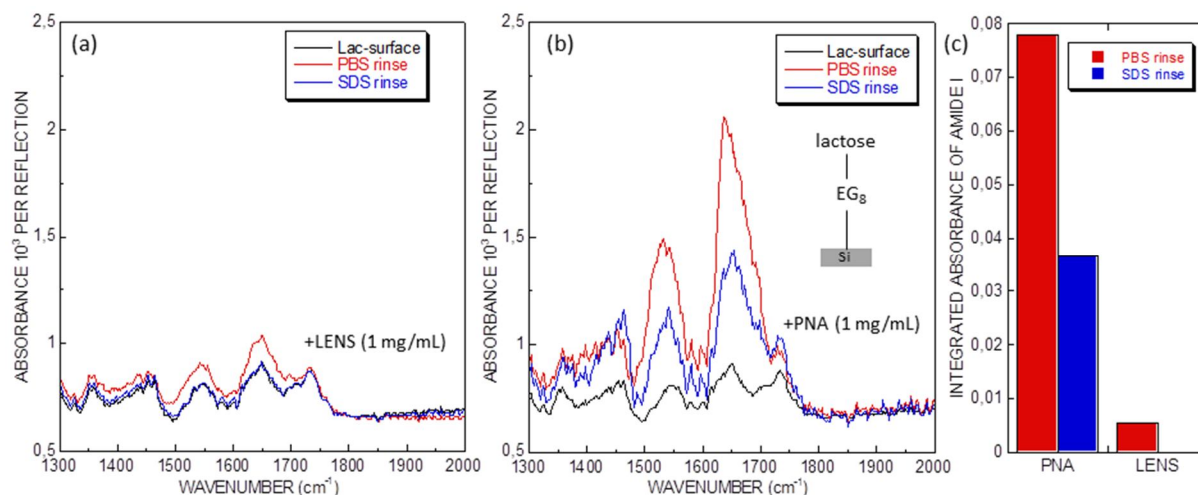 (a)
Lac-surface
PBS rinse
SDS rinse
+LENS (1 mg/mL)
ABSORBANCE 10³ PER REFLECTION
2,5
2
1,5
1
0,5
1300 1400 1500 1600 1700 1800 1900 2000
WAVENUMBER (cm⁻¹)
(b)
Lac-surface
PBS rinse
SDS rinse
lactose
EG₈
Si
+PNA (1 mg/mL)
ABSORBANCE 10³ PER REFLECTION
2,5
2
1,5
1
0,5
1300 1400 1500 1600 1700 1800 1900 2000
WAVENUMBER (cm⁻¹)
(c)
PBS rinse
SDS rinse
INTEGRATED ABSORBANCE OF AMIDE I
0,08
0,07
0,06
0,05
0,04
0,03
0,02
0,01
0
PNA LENS